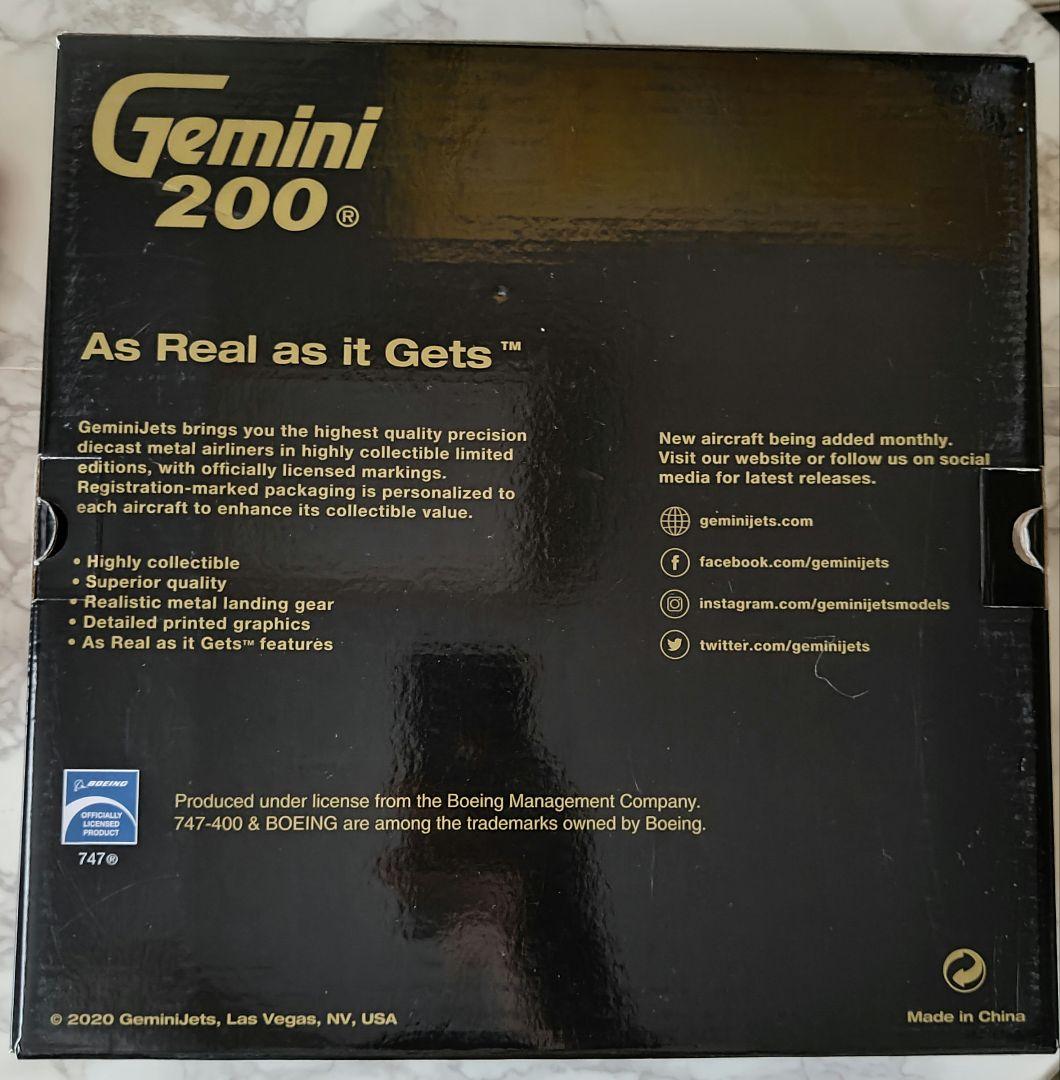 Gemini
200®
As Real as it Gets™
GeminiJets brings you the highest quality precision
diecast metal airliners in highly collectible limited
editions, with officially licensed markings.
Registration-marked packaging is personalized to
each aircraft to enhance its collectible value.
• Highly collectible
• Superior quality
• Realistic metal landing gear
• Detailed printed graphics
• As Real as it Gets™ features
New aircraft being added monthly.
Visit our website or follow us on social
media for latest releases.
geminijets.com
facebook.com/geminijets
instagram.com/geminijetsmodels
twitter.com/geminijets
BOEING
OFFICIALLY
LICENSED
PRODUCT
747®
Produced under license from the Boeing Management Company.
747-400 & BOEING are among the trademarks owned by Boeing.
© 2020 GeminiJets, Las Vegas, NV, USA
Made in China